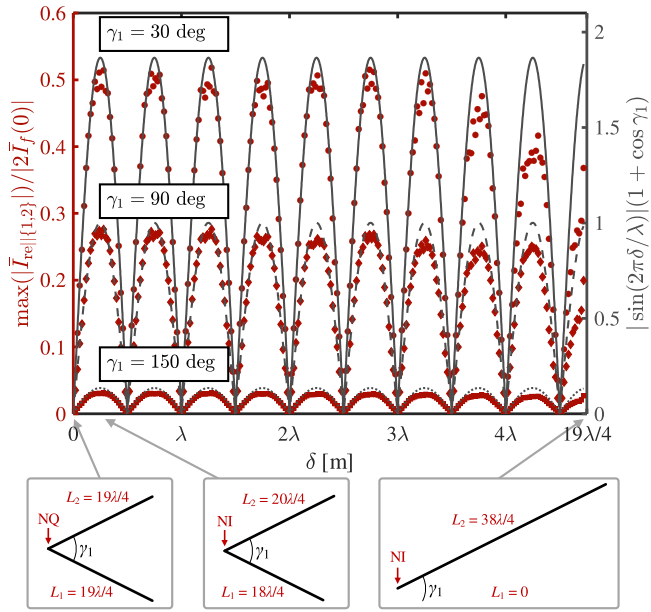 0.6
0.5
0.4
0.3
0.2
0.1
0
max(|Ī_re||{1,2}|)/|2Ī_f(0)|
γ₁ = 30 deg
γ₁ = 90 deg
γ₁ = 150 deg
2
1.5
1
0.5
0
|sin(2πδ/λ)|(1 + cos γ₁)
0 λ 2λ 3λ 4λ 19λ/4
δ [m]
L₂ = 19λ/4
NQ
γ₁
L₁ = 19λ/4
L₂ = 20λ/4
NI
γ₁
L₁ = 18λ/4
L₂ = 38λ/4
NI
γ₁
L₁ = 0